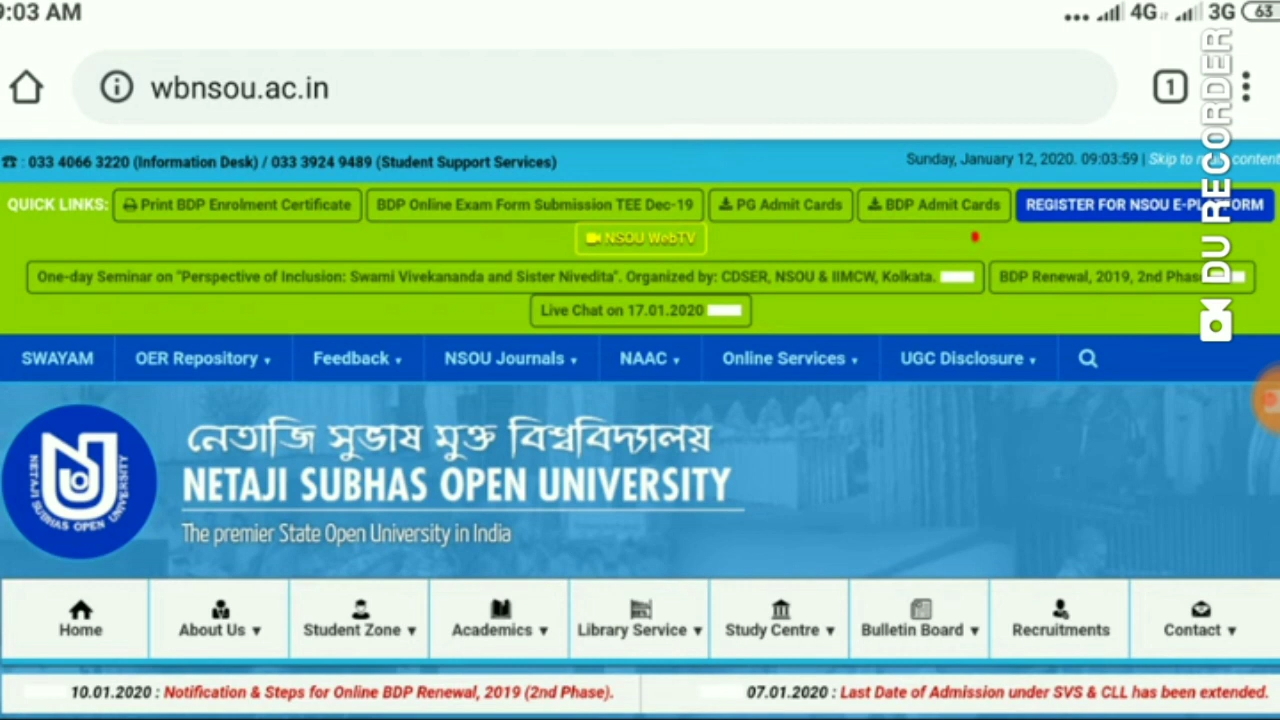 9:03 AM
4G 3G 63
wbnsou.ac.in
1
: 033 4066 3220 (Information Desk) / 033 3924 9489 (Student Support Services)
Sunday, January 12, 2020. 09:03:59 | Skip to content
QUICK LINKS: Print BDP Enrolment Certificate BDP Online Exam Form Submission TEE Dec-19 PG Admit Cards BDP Admit Cards REGISTER FOR NSOU
NSOU WebTV
One-day Seminar on "Perspective of Inclusion: Swami Vivekananda and Sister Nivedita". Organized by: CDSER, NSOU & IIMCW, Kolkata. BDP Renewal, 2019, 2nd
Live Chat on 17.01.2020
DU RECORDER
SWAYAM OER Repository Feedback NSOU Journals NAAC Online Services UGC Disclosure
নেতাজি সুভাষ মুক্ত বিশ্ববিদ্যালয়
NETAJI SUBHAS OPEN UNIVERSITY
The premier State Open University in India
NETAJI SUBHAS OPEN UNIVERSITY
Home About Us Student Zone Academics Library Service Study Centre Bulletin Board Recruitments Contact
10.01.2020 : Notification & Steps for Online BDP Renewal, 2019 (2nd Phase).
07.01.2020 : Last Date of Admission under SVS & CLL has been extended.